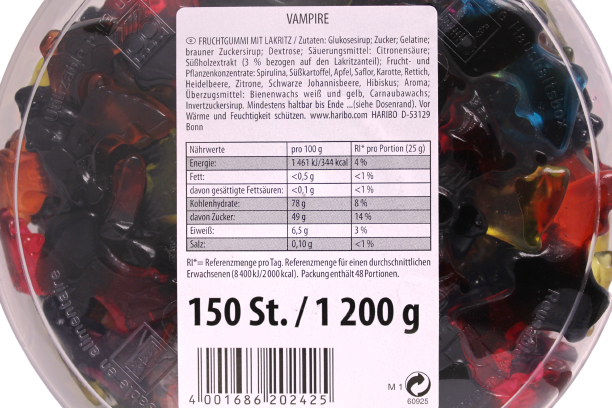 VAMPIRE
Ⓓ FRUCHTGUMMI MIT LAKRITZ / Zutaten: Glukosesirup; Zucker; Gelatine;
brauner Zuckersirup; Dextrose; Säuerungsmittel: Citronensäure;
Süßholzextrakt (3 % bezogen auf den Lakritzanteil); Frucht- und
Pflanzenkonzentrate: Spirulina, Süßkartoffel, Apfel, Saflor, Karotte, Rettich,
Heidelbeere, Zitrone, Schwarze Johannisbeere, Hibiskus; Aroma;
Überzugsmittel: Bienenwachs weiß und gelb, Carnaubawachs;
Invertzuckersirup. Mindestens haltbar bis Ende ...(siehe Dosenrand). Vor
Wärme und Feuchtigkeit schützen. www.haribo.com HARIBO D-53129
Bonn
Nährwerte pro 100 g RI* pro Portion (25 g)
Energie: 1 461 kJ/344 kcal 4 %
Fett: <0,5 g <1 %
davon gesättigte Fettsäuren: <0,1 g <1 %
Kohlenhydrate: 78 g 8 %
davon Zucker: 49 g 14 %
Eiweiß: 6,5 g 3 %
Salz: 0,10 g <1 %
RI*= Referenzmenge pro Tag. Referenzmenge für einen durchschnittlichen
Erwachsenen (8 400 kJ/2 000 kcal). Packung enthält 48 Portionen.
150 St. / 1 200 g
4 001686 202425
M 1
60925
en alimentaire